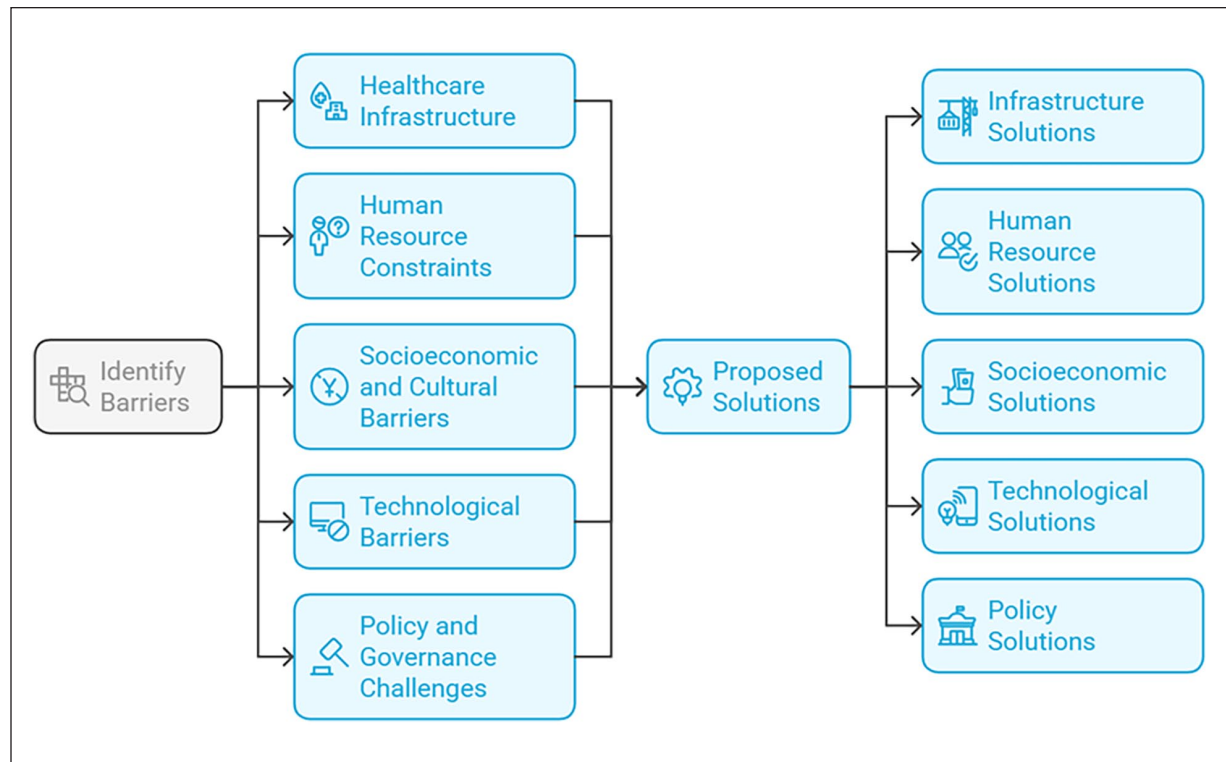 Identify
Barriers
Healthcare
Infrastructure
Human
Resource
Constraints
Socioeconomic
and Cultural
Barriers
Technological
Barriers
Policy and
Governance
Challenges
Proposed
Solutions
Infrastructure
Solutions
Human
Resource
Solutions
Socioeconomic
Solutions
Technological
Solutions
Policy
Solutions